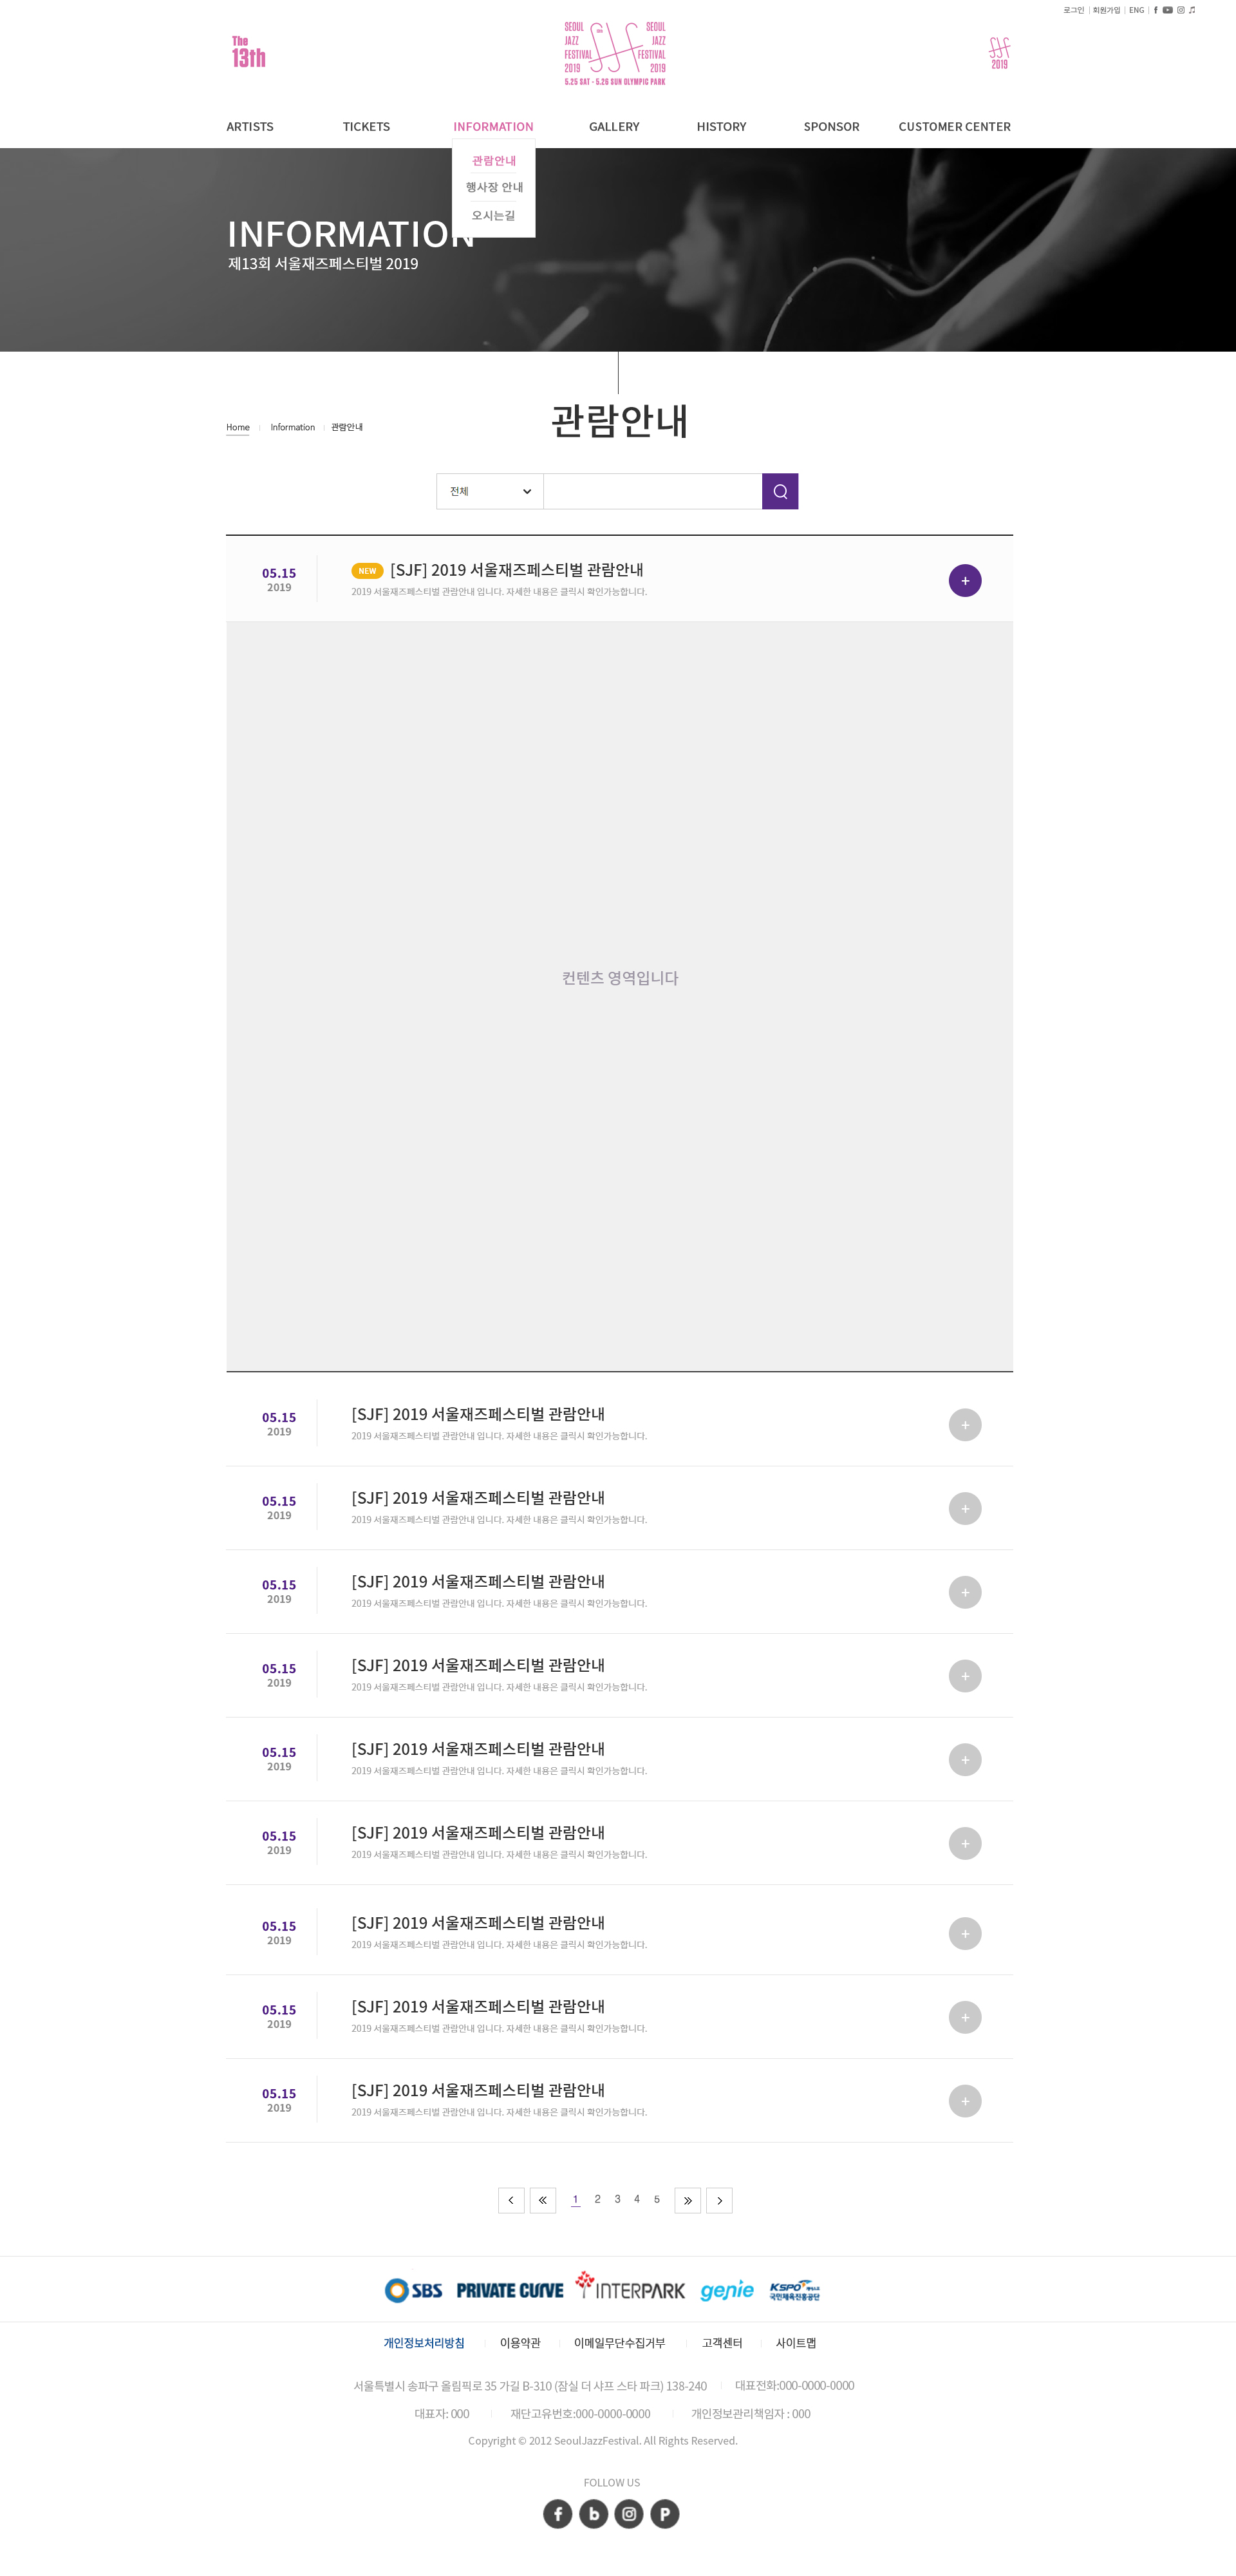 로그인 | 회원가입 | ENG |
The 13th
SEOUL JAZZ FESTIVAL 2019
SEOUL JAZZ FESTIVAL 2019
5.25 SAT - 5.26 SUN OLYMPIC PARK
2019
ARTISTS TICKETS INFORMATION GALLERY HISTORY SPONSOR CUSTOMER CENTER
관람안내
행사장 안내
오시는길
INFORMATION
제13회 서울재즈페스티벌 2019
Home | Information | 관람안내
관람안내
전체
05.15
2019
NEW [SJF] 2019 서울재즈페스티벌 관람안내
2019 서울재즈페스티벌 관람안내 입니다. 자세한 내용은 클릭시 확인가능합니다.
컨텐츠 영역입니다
05.15
2019
[SJF] 2019 서울재즈페스티벌 관람안내
2019 서울재즈페스티벌 관람안내 입니다. 자세한 내용은 클릭시 확인가능합니다.
05.15
2019
[SJF] 2019 서울재즈페스티벌 관람안내
2019 서울재즈페스티벌 관람안내 입니다. 자세한 내용은 클릭시 확인가능합니다.
05.15
2019
[SJF] 2019 서울재즈페스티벌 관람안내
2019 서울재즈페스티벌 관람안내 입니다. 자세한 내용은 클릭시 확인가능합니다.
05.15
2019
[SJF] 2019 서울재즈페스티벌 관람안내
2019 서울재즈페스티벌 관람안내 입니다. 자세한 내용은 클릭시 확인가능합니다.
05.15
2019
[SJF] 2019 서울재즈페스티벌 관람안내
2019 서울재즈페스티벌 관람안내 입니다. 자세한 내용은 클릭시 확인가능합니다.
05.15
2019
[SJF] 2019 서울재즈페스티벌 관람안내
2019 서울재즈페스티벌 관람안내 입니다. 자세한 내용은 클릭시 확인가능합니다.
05.15
2019
[SJF] 2019 서울재즈페스티벌 관람안내
2019 서울재즈페스티벌 관람안내 입니다. 자세한 내용은 클릭시 확인가능합니다.
05.15
2019
[SJF] 2019 서울재즈페스티벌 관람안내
2019 서울재즈페스티벌 관람안내 입니다. 자세한 내용은 클릭시 확인가능합니다.
05.15
2019
[SJF] 2019 서울재즈페스티벌 관람안내
2019 서울재즈페스티벌 관람안내 입니다. 자세한 내용은 클릭시 확인가능합니다.
1 2 3 4 5
SBS PRIVATE CURVE INTERPARK genie KSPO 국민체육진흥공단
개인정보처리방침 | 이용약관 | 이메일무단수집거부 | 고객센터 | 사이트맵
서울특별시 송파구 올림픽로 35 가길 B-310 (잠실 더 샤프 스타 파크) 138-240 | 대표전화:000-0000-0000
대표자: 000 | 재단고유번호:000-0000-0000 | 개인정보관리책임자 : 000
Copyright © 2012 SeoulJazzFestival. All Rights Reserved.
FOLLOW US